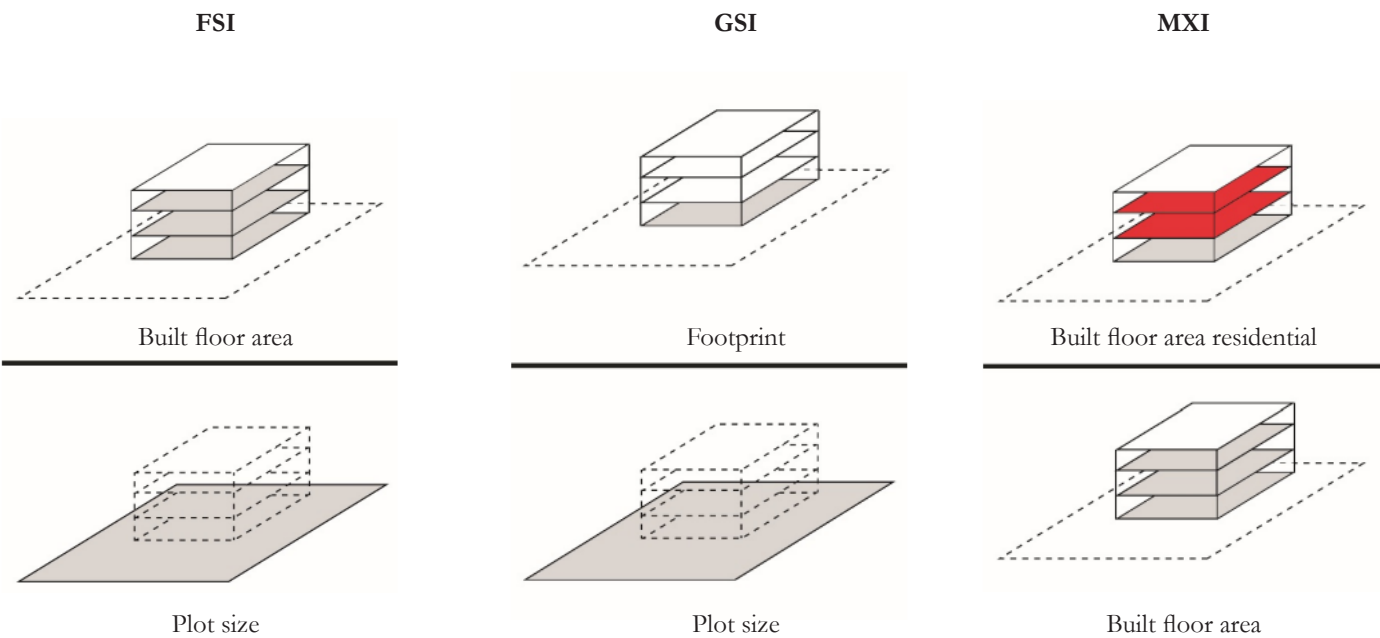 FSI
GSI
MXI
Built floor area
Footprint
Built floor area residential
Plot size
Plot size
Built floor area